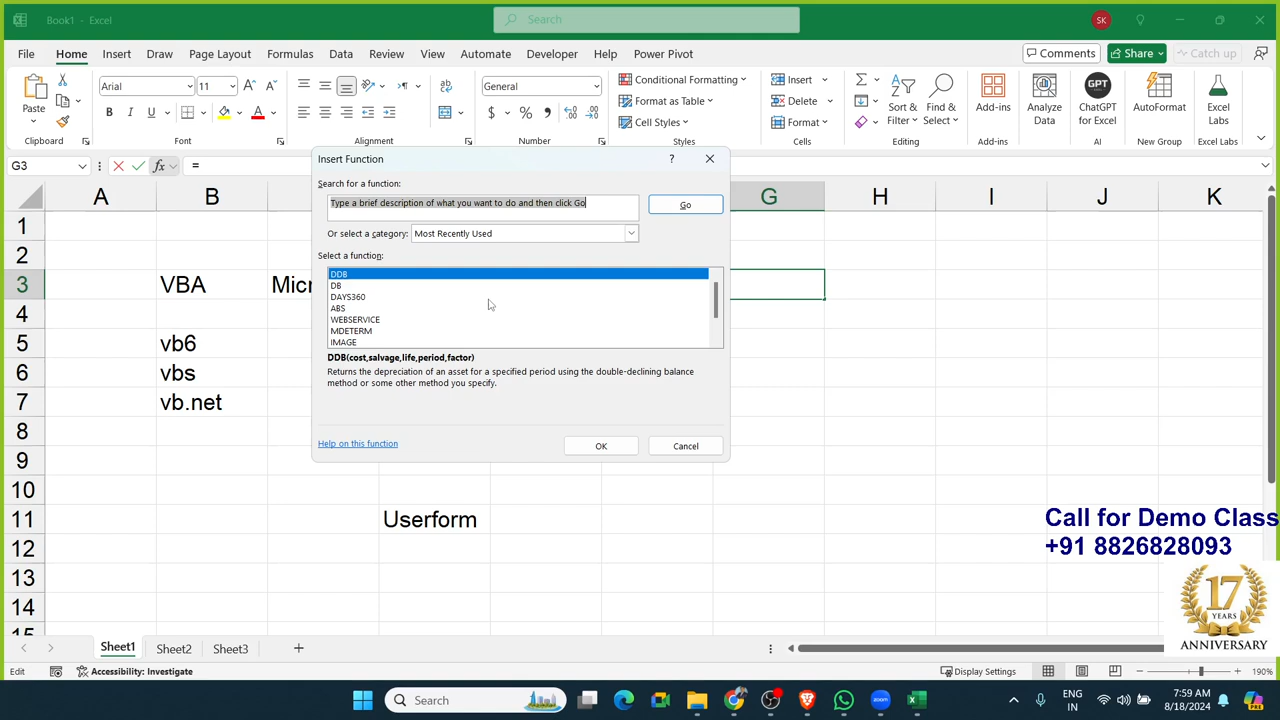 Book1 - Excel
Search
SK
File Home Insert Draw Page Layout Formulas Data Review View Automate Developer Help Power Pivot
Comments Share Catch up
Paste
Arial 11
B I U
General
$ %
Conditional Formatting
Format as Table
Cell Styles
Insert
Delete
Format
Sort & Filter
Find & Select
Add-ins
Analyze Data
ChatGPT for Excel
GPT
AutoFormat
Excel Labs
Clipboard Font Alignment Number Styles Cells Editing Add-ins AI New Group Excel Labs
G3 fx =
A B G H I J K
1
2
3 VBA Micr
4
5 vb6
6 vbs
7 vb.net
8
9
10
11 Userform
12
13
14
15
Insert Function
?
Search for a function:
Type a brief description of what you want to do and then click Go
Go
Or select a category: Most Recently Used
Select a function:
DDB
DB
DAYS360
ABS
WEBSERVICE
MDETERM
IMAGE
DDB(cost,salvage,life,period,factor)
Returns the depreciation of an asset for a specified period using the double-declining balance
method or some other method you specify.
Help on this function
OK Cancel
Call for Demo Class
+91 8826828093
17
YEARS
ANNIVERSARY
Sheet1 Sheet2 Sheet3
Edit Accessibility: Investigate Display Settings 190%
Search
zoom
ENG
IN
7:59 AM
8/18/2024
PRE